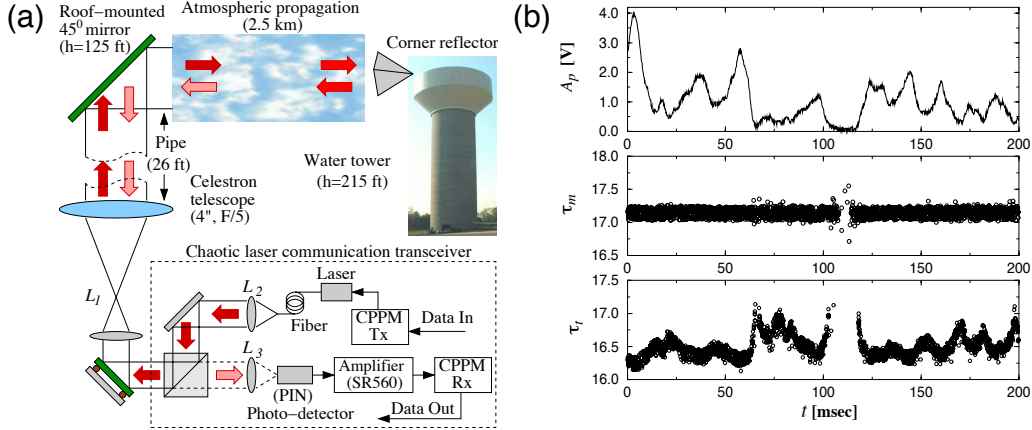 (a)
Roof−mounted
45⁰ mirror
(h=125 ft)
Atmospheric propagation
(2.5 km)
Corner reflector
Pipe
(26 ft)
Water tower
(h=215 ft)
Celestron
telescope
(4", F/5)
Chaotic laser communication transceiver
L1
L2
Laser
Fiber
CPPM
Tx
Data In
L3
(PIN)
Photo−detector
Amplifier
(SR560)
CPPM
Rx
Data Out
(b)
Ap [V]
4.0
3.0
2.0
1.0
0.0
0 50 100 150 200
τm
18.0
17.5
17.0
16.5
0 50 100 150 200
τt
17.5
17.0
16.5
16.0
0 50 100 150 200
t [msec]